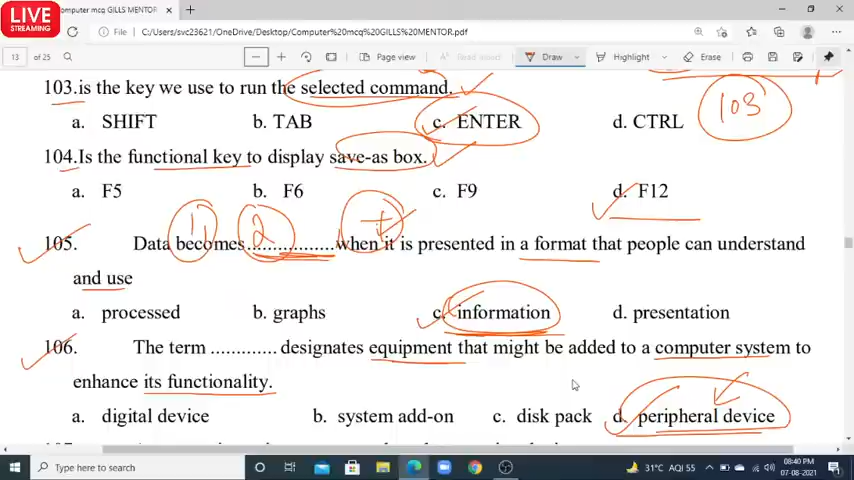 LIVE
STREAMING
Computer mcq GILLS MENTOR.pdf
File
C:/Users/svc23621/OneDrive/Desktop/Computer%20mcq%20GILLS%20MENTOR.pdf
13 of 25
Page view
Read aloud
Draw
Highlight
Erase
103.is the key we use to run the selected command.
103
a. SHIFT b. TAB c. ENTER d. CTRL
104.Is the functional key to display save-as box.
a. F5 b. F6 c. F9 d. F12
105. Data becomes .................. when it is presented in a format that people can understand
and use
a. processed b. graphs c. information d. presentation
106. The term ............. designates equipment that might be added to a computer system to
enhance its functionality.
a. digital device b. system add-on c. disk pack d. peripheral device
Type here to search
31°C AQI 55
08:40 PM
07-08-2021